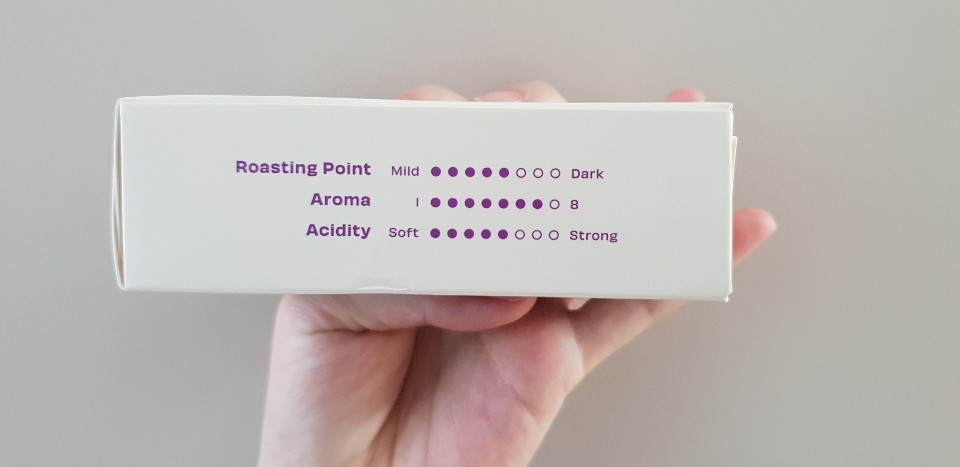 Roasting Point Mild ●●●●●○○○ Dark
Aroma 1 ●●●●●●●○ 8
Acidity Soft ●●●●●○○○ Strong